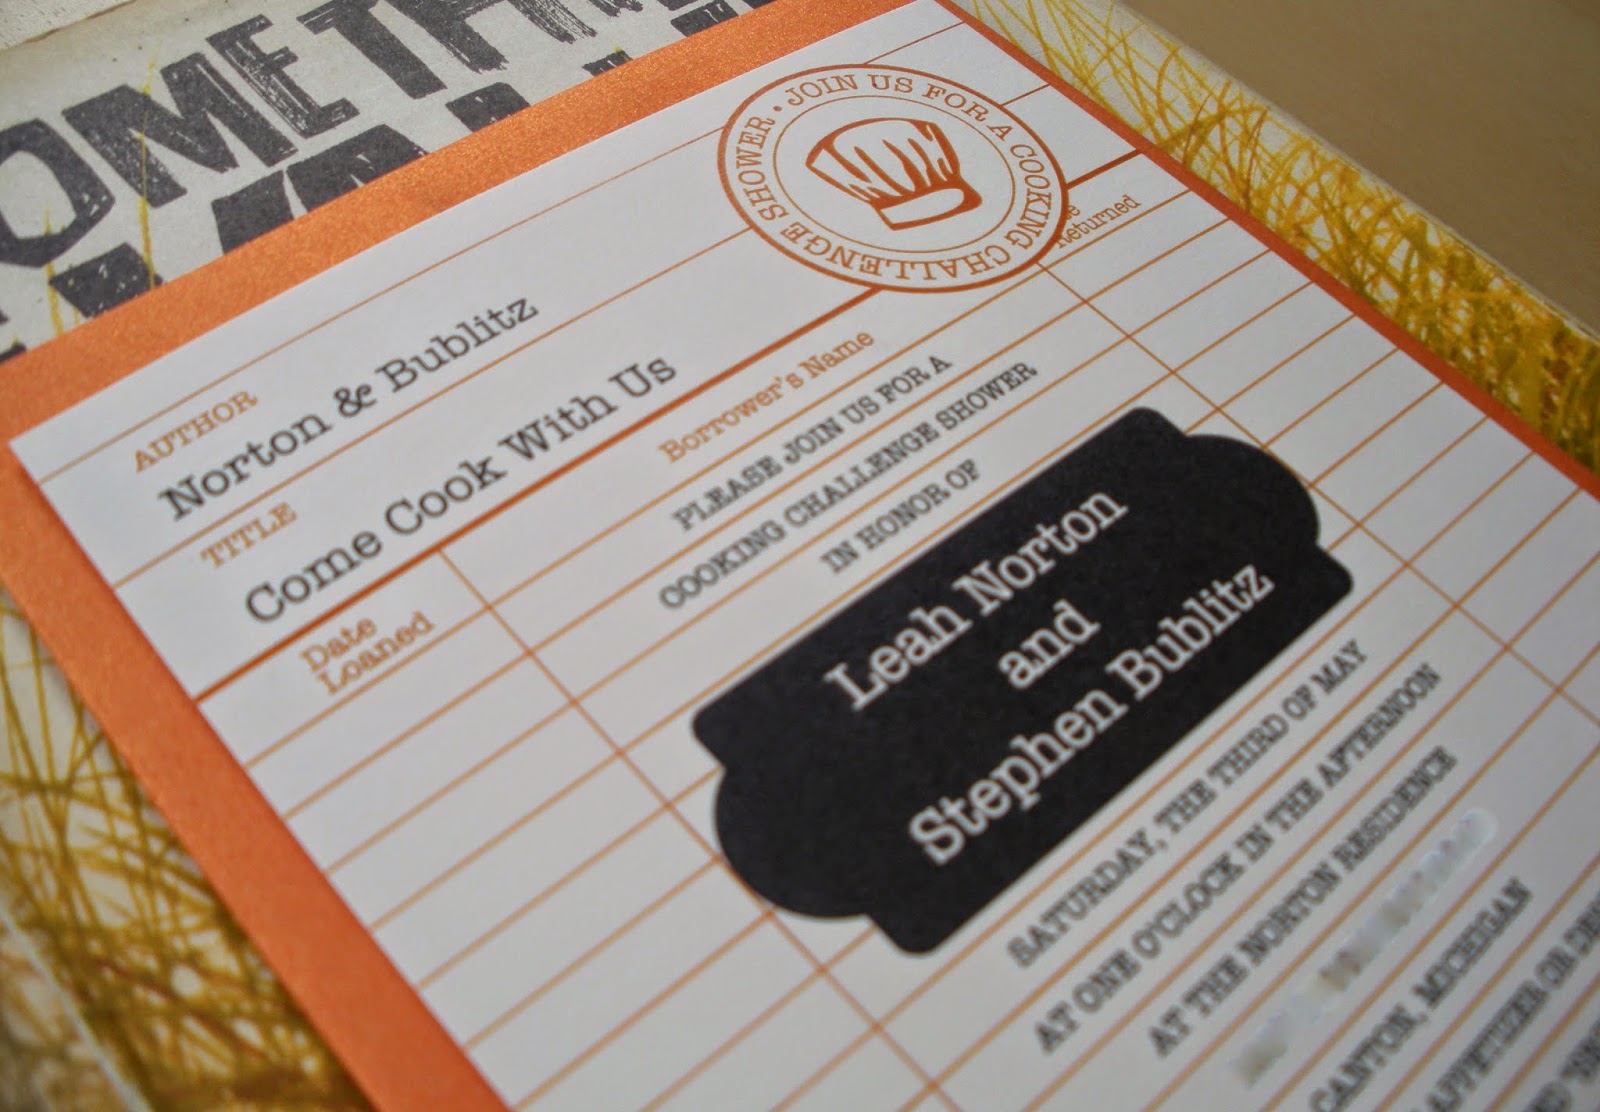 JOIN US FOR A COOKING CHALLENGE SHOWER •
AUTHOR
Norton & Bublitz
TITLE
Come Cook With Us
Date
Loaned
Borrower's Name
Returned
PLEASE JOIN US FOR A
COOKING CHALLENGE SHOWER
IN HONOR OF
Leah Norton
and
Stephen Bublitz
SATURDAY, THE THIRD OF MAY
AT ONE O'CLOCK IN THE AFTERNOON
AT THE NORTON RESIDENCE
CANTON, MICHIGAN
APPETIZER OR